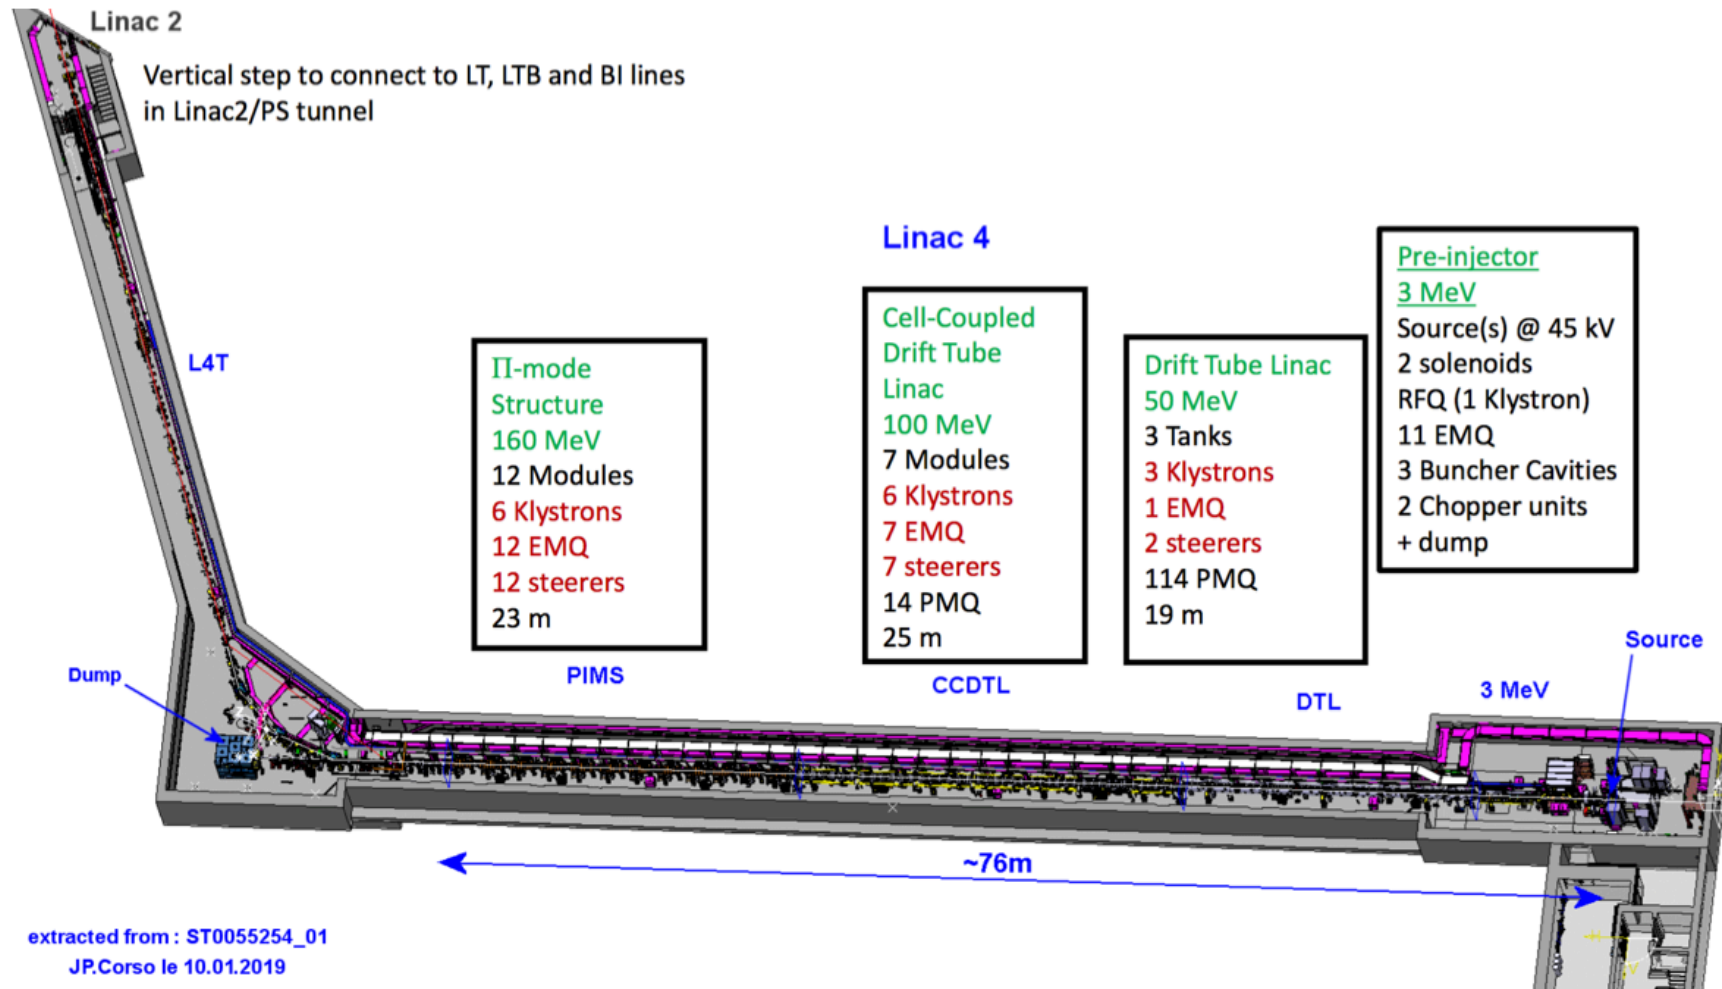 Linac 2
Vertical step to connect to LT, LTB and BI lines
in Linac2/PS tunnel
Linac 4
L4T
Π-mode
Structure
160 MeV
12 Modules
6 Klystrons
12 EMQ
12 steerers
23 m
PIMS
Cell-Coupled
Drift Tube
Linac
100 MeV
7 Modules
6 Klystrons
7 EMQ
7 steerers
14 PMQ
25 m
CCDTL
Drift Tube Linac
50 MeV
3 Tanks
3 Klystrons
1 EMQ
2 steerers
114 PMQ
19 m
DTL
Pre-injector
3 MeV
Source(s) @ 45 kV
2 solenoids
RFQ (1 Klystron)
11 EMQ
3 Buncher Cavities
2 Chopper units
+ dump
3 MeV
Source
Dump
~76m
extracted from : ST0055254_01
JP.Corso le 10.01.2019